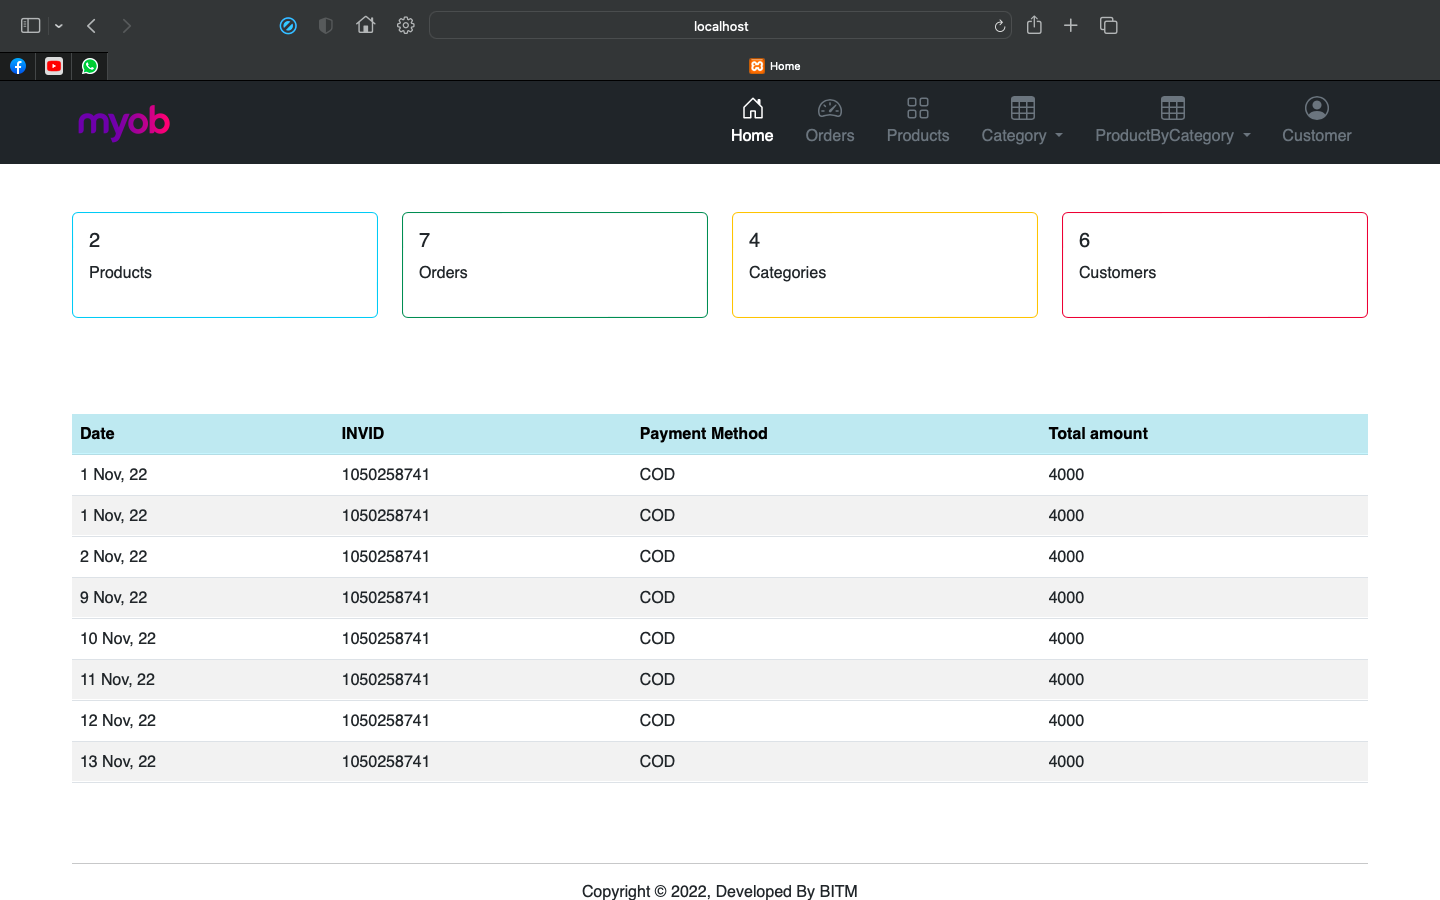 localhost
Home
myob
Home Orders Products Category ProductByCategory Customer
2 7 4 6
Products Orders Categories Customers
Date INVID Payment Method Total amount
1 Nov, 22 1050258741 COD 4000
1 Nov, 22 1050258741 COD 4000
2 Nov, 22 1050258741 COD 4000
9 Nov, 22 1050258741 COD 4000
10 Nov, 22 1050258741 COD 4000
11 Nov, 22 1050258741 COD 4000
12 Nov, 22 1050258741 COD 4000
13 Nov, 22 1050258741 COD 4000
Copyright © 2022, Developed By BITM